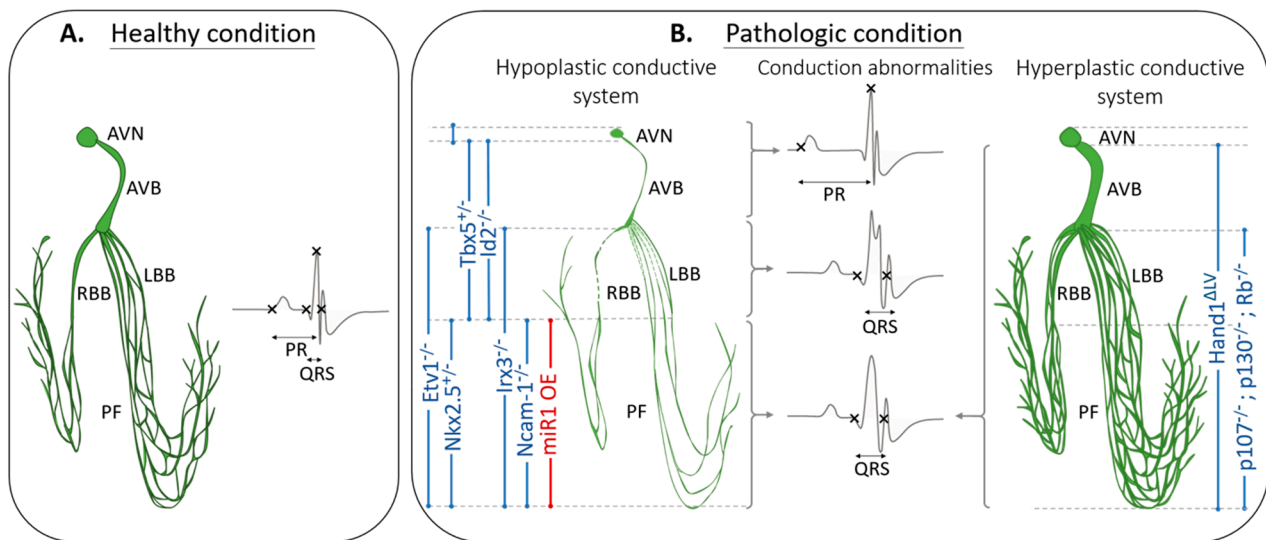 A. Healthy condition
AVN
AVB
LBB
RBB
PR
QRS
PF
B. Pathologic condition
Hypoplastic conductive
system
Conduction abnormalities
Hyperplastic conductive
system
Tbx5+/-
Id2-/-
Etv1-/-
Nkx2.5+/-
Irx3-/-
Ncam-1-/-
miR1 OE
AVN
AVB
RBB
LBB
PF
PR
QRS
QRS
AVN
AVB
LBB
RBB
PF
Hand1ΔLV
p107-/-; p130-/-; Rb-/-